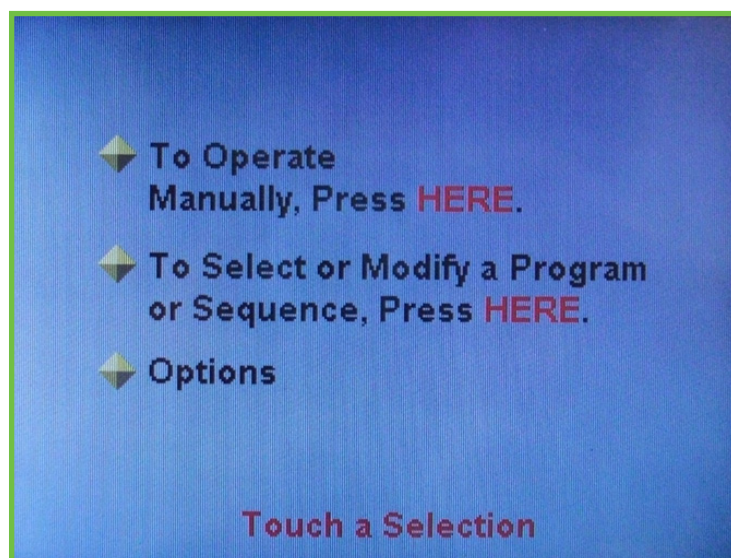 To Operate
Manually, Press HERE.
To Select or Modify a Program
or Sequence, Press HERE.
Options
Touch a Selection